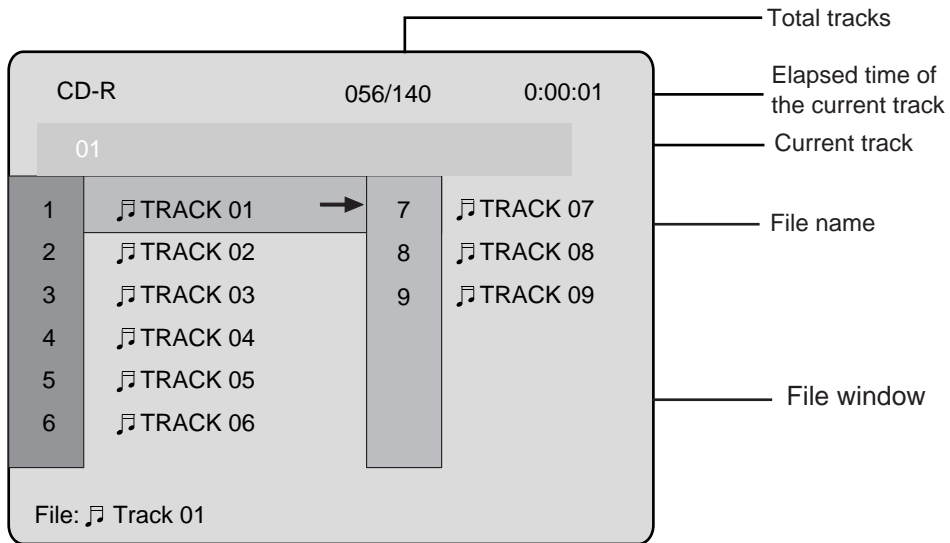 Total tracks
CD-R 056/140 0:00:01
Elapsed time of
the current track
01
Current track
1 TRACK 01 7 TRACK 07
File name
2 TRACK 02 8 TRACK 08
3 TRACK 03 9 TRACK 09
4 TRACK 04
5 TRACK 05
File window
6 TRACK 06
File: Track 01